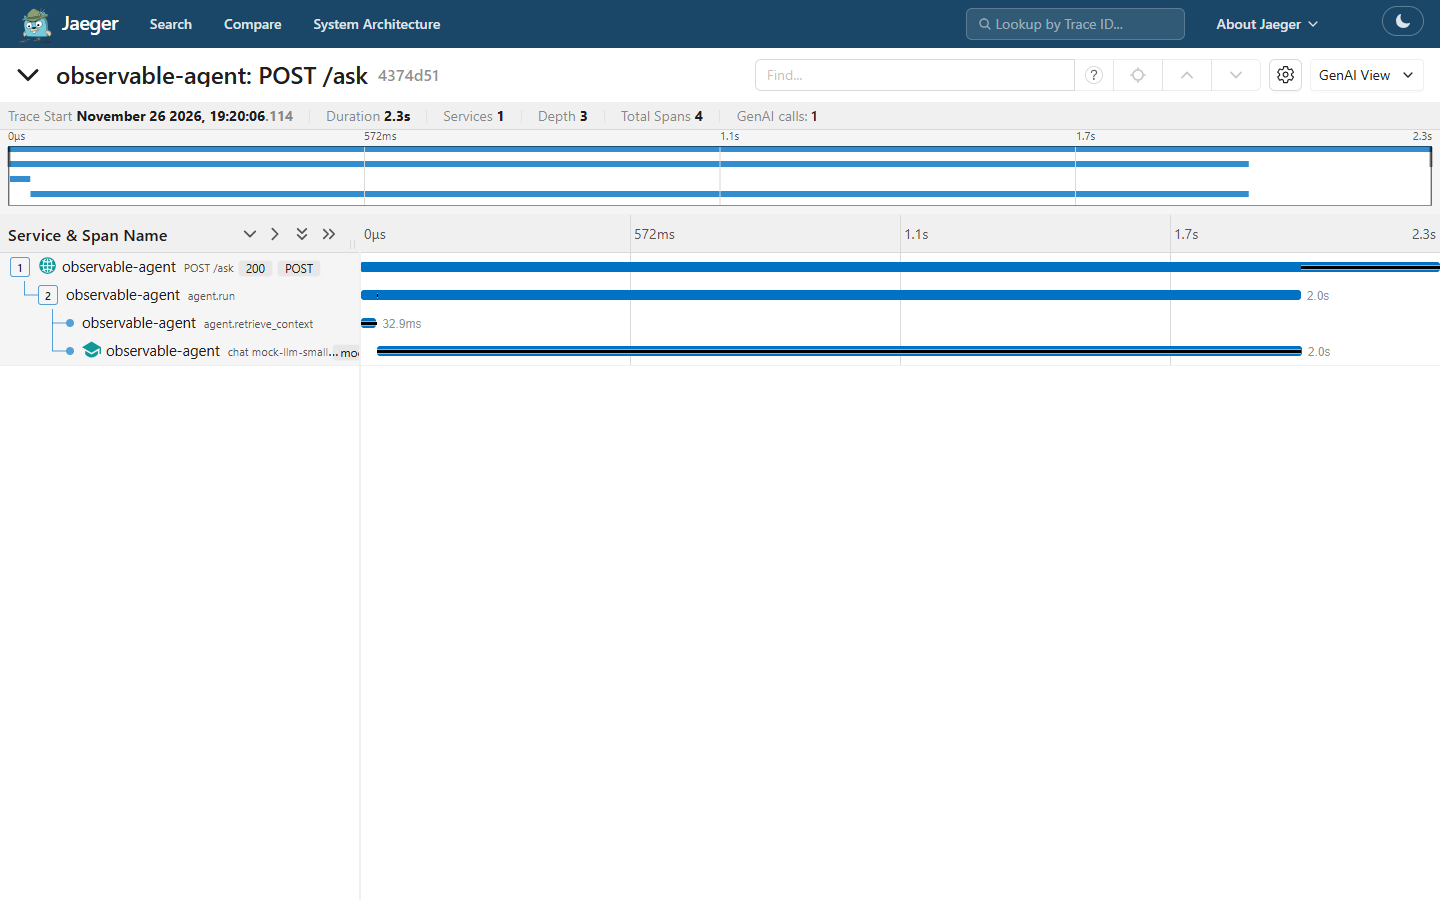 Jaeger Search Compare System Architecture Lookup by Trace ID... About Jaeger
observable-agent: POST /ask 4374d51 Find... ? GenAI View
Trace Start November 26 2026, 19:20:06.114 Duration 2.3s Services 1 Depth 3 Total Spans 4 GenAI calls: 1
0μs 572ms 1.1s 1.7s 2.3s
Service & Span Name 0μs 572ms 1.1s 1.7s 2.3s
1 observable-agent POST /ask 200 POST
2 observable-agent agent.run 2.0s
observable-agent agent.retrieve_context 32.9ms
observable-agent chat mock-llm-small... moc 2.0s